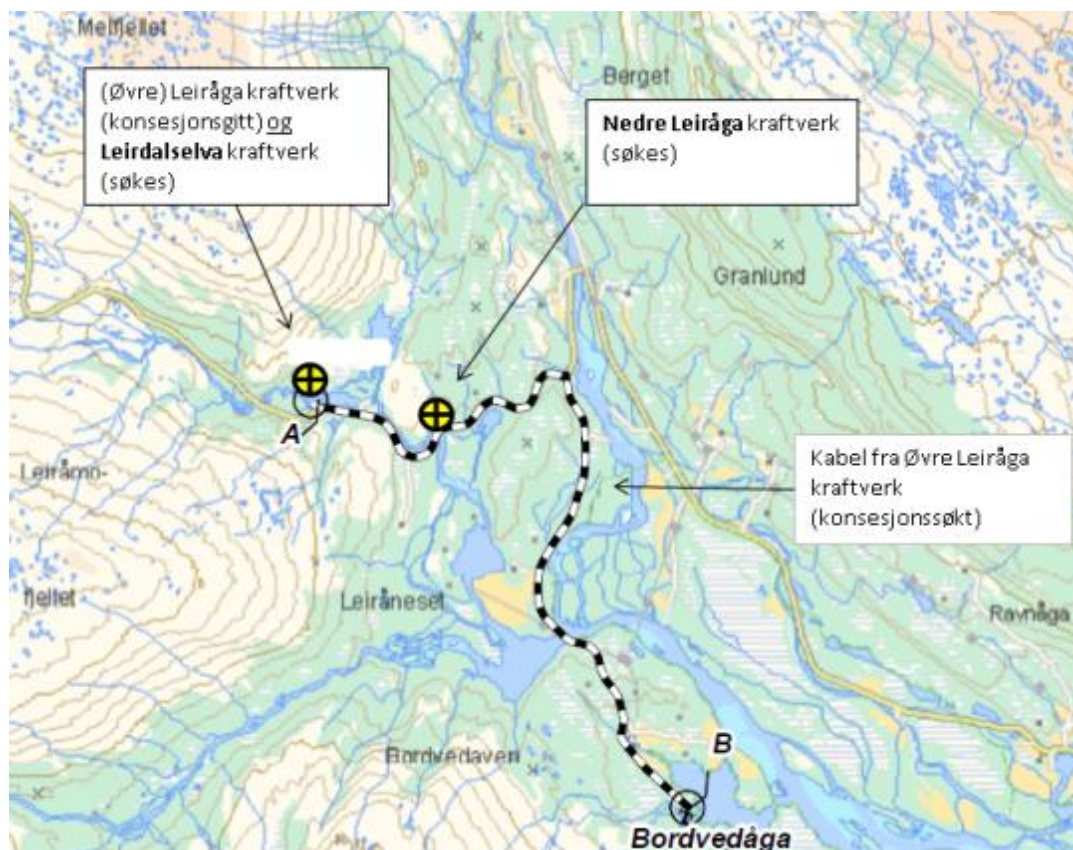 Melfjellet
(Øvre) Leiråga kraftverk
(konsesjonsgitt) og
Leirdalselva kraftverk
(søkes)
Berget
Nedre Leiråga kraftverk
(søkes)
Granlund
A
Leiråmo-
Kabel fra Øvre Leiråga
kraftverk
(konsesjonssøkt)
fjellet
Leiråneset
Ravnåga
Bordvedaven
B
Bordvedåga